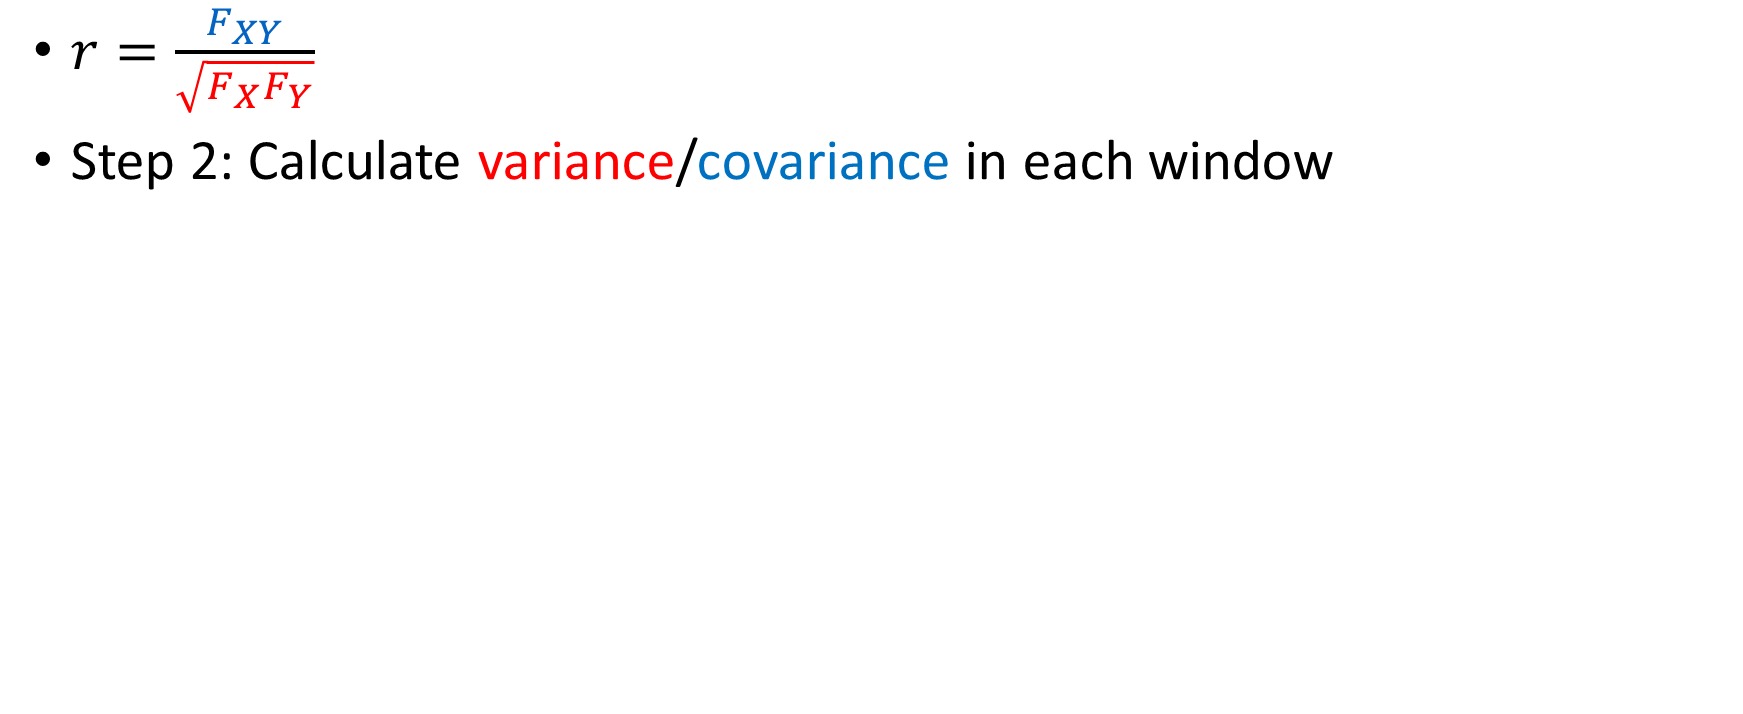 • r = F_XY / √(F_X F_Y)
• Step 2: Calculate variance/covariance in each window